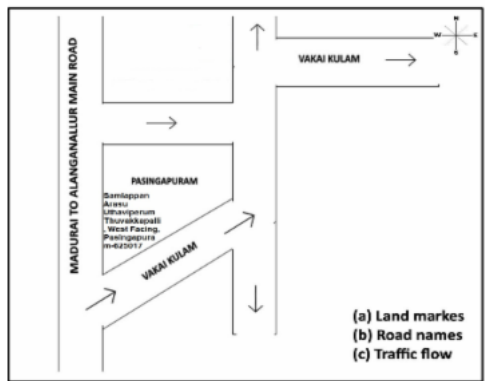 N
W E
S
VAKAI KULAM
MADURAI TO ALANGANALLUR MAIN ROAD
PASINGAPURAM
Samiappan
Arasu
Uthaviperum
Thuvakkapalli
, West Facing,
Pasingapura
m-625017
VAKAI KULAM
(a) Land markes
(b) Road names
(c) Traffic flow